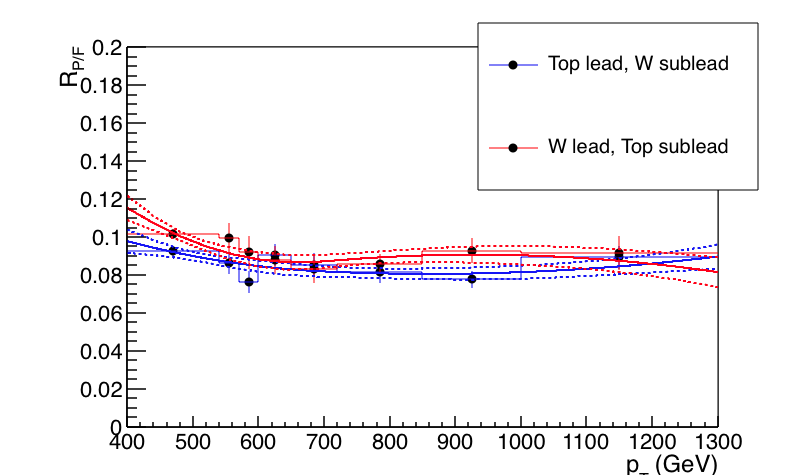 R_P/F
0.2
0.18
0.16
0.14
0.12
0.1
0.08
0.06
0.04
0.02
0
400 500 600 700 800 900 1000 1100 1200 1300
p_T (GeV)
Top lead, W sublead
W lead, Top sublead